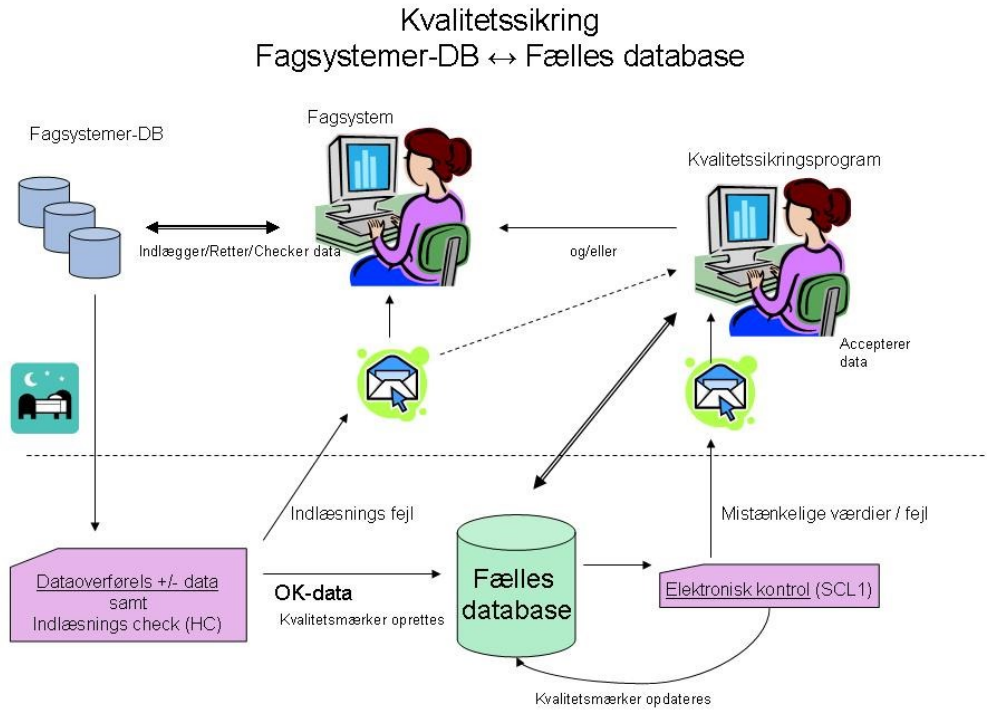 Kvalitetssikring
Fagsystemer-DB ↔ Fælles database
Fagsystemer-DB
Fagsystem
Kvalitetssikringsprogram
Indlægger/Retter/Checker data
og/eller
Accepterer
data
Indlæsnings fejl
Mistænkelige værdier / fejl
Dataoverførels +/- data
samt
Indlæsnings check (HC)
OK-data
Kvalitetsmærker oprettes
Fælles
database
Elektronisk kontrol (SCL1)
Kvalitetsmærker opdateres